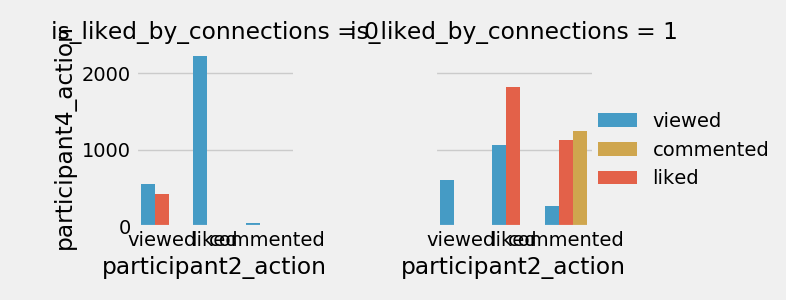 is_liked_by_connections = 0
is_liked_by_connections = 1
participant4_action
2000
1000
0
viewed
liked
commented
viewed
liked
commented
participant2_action
participant2_action
viewed
commented
liked